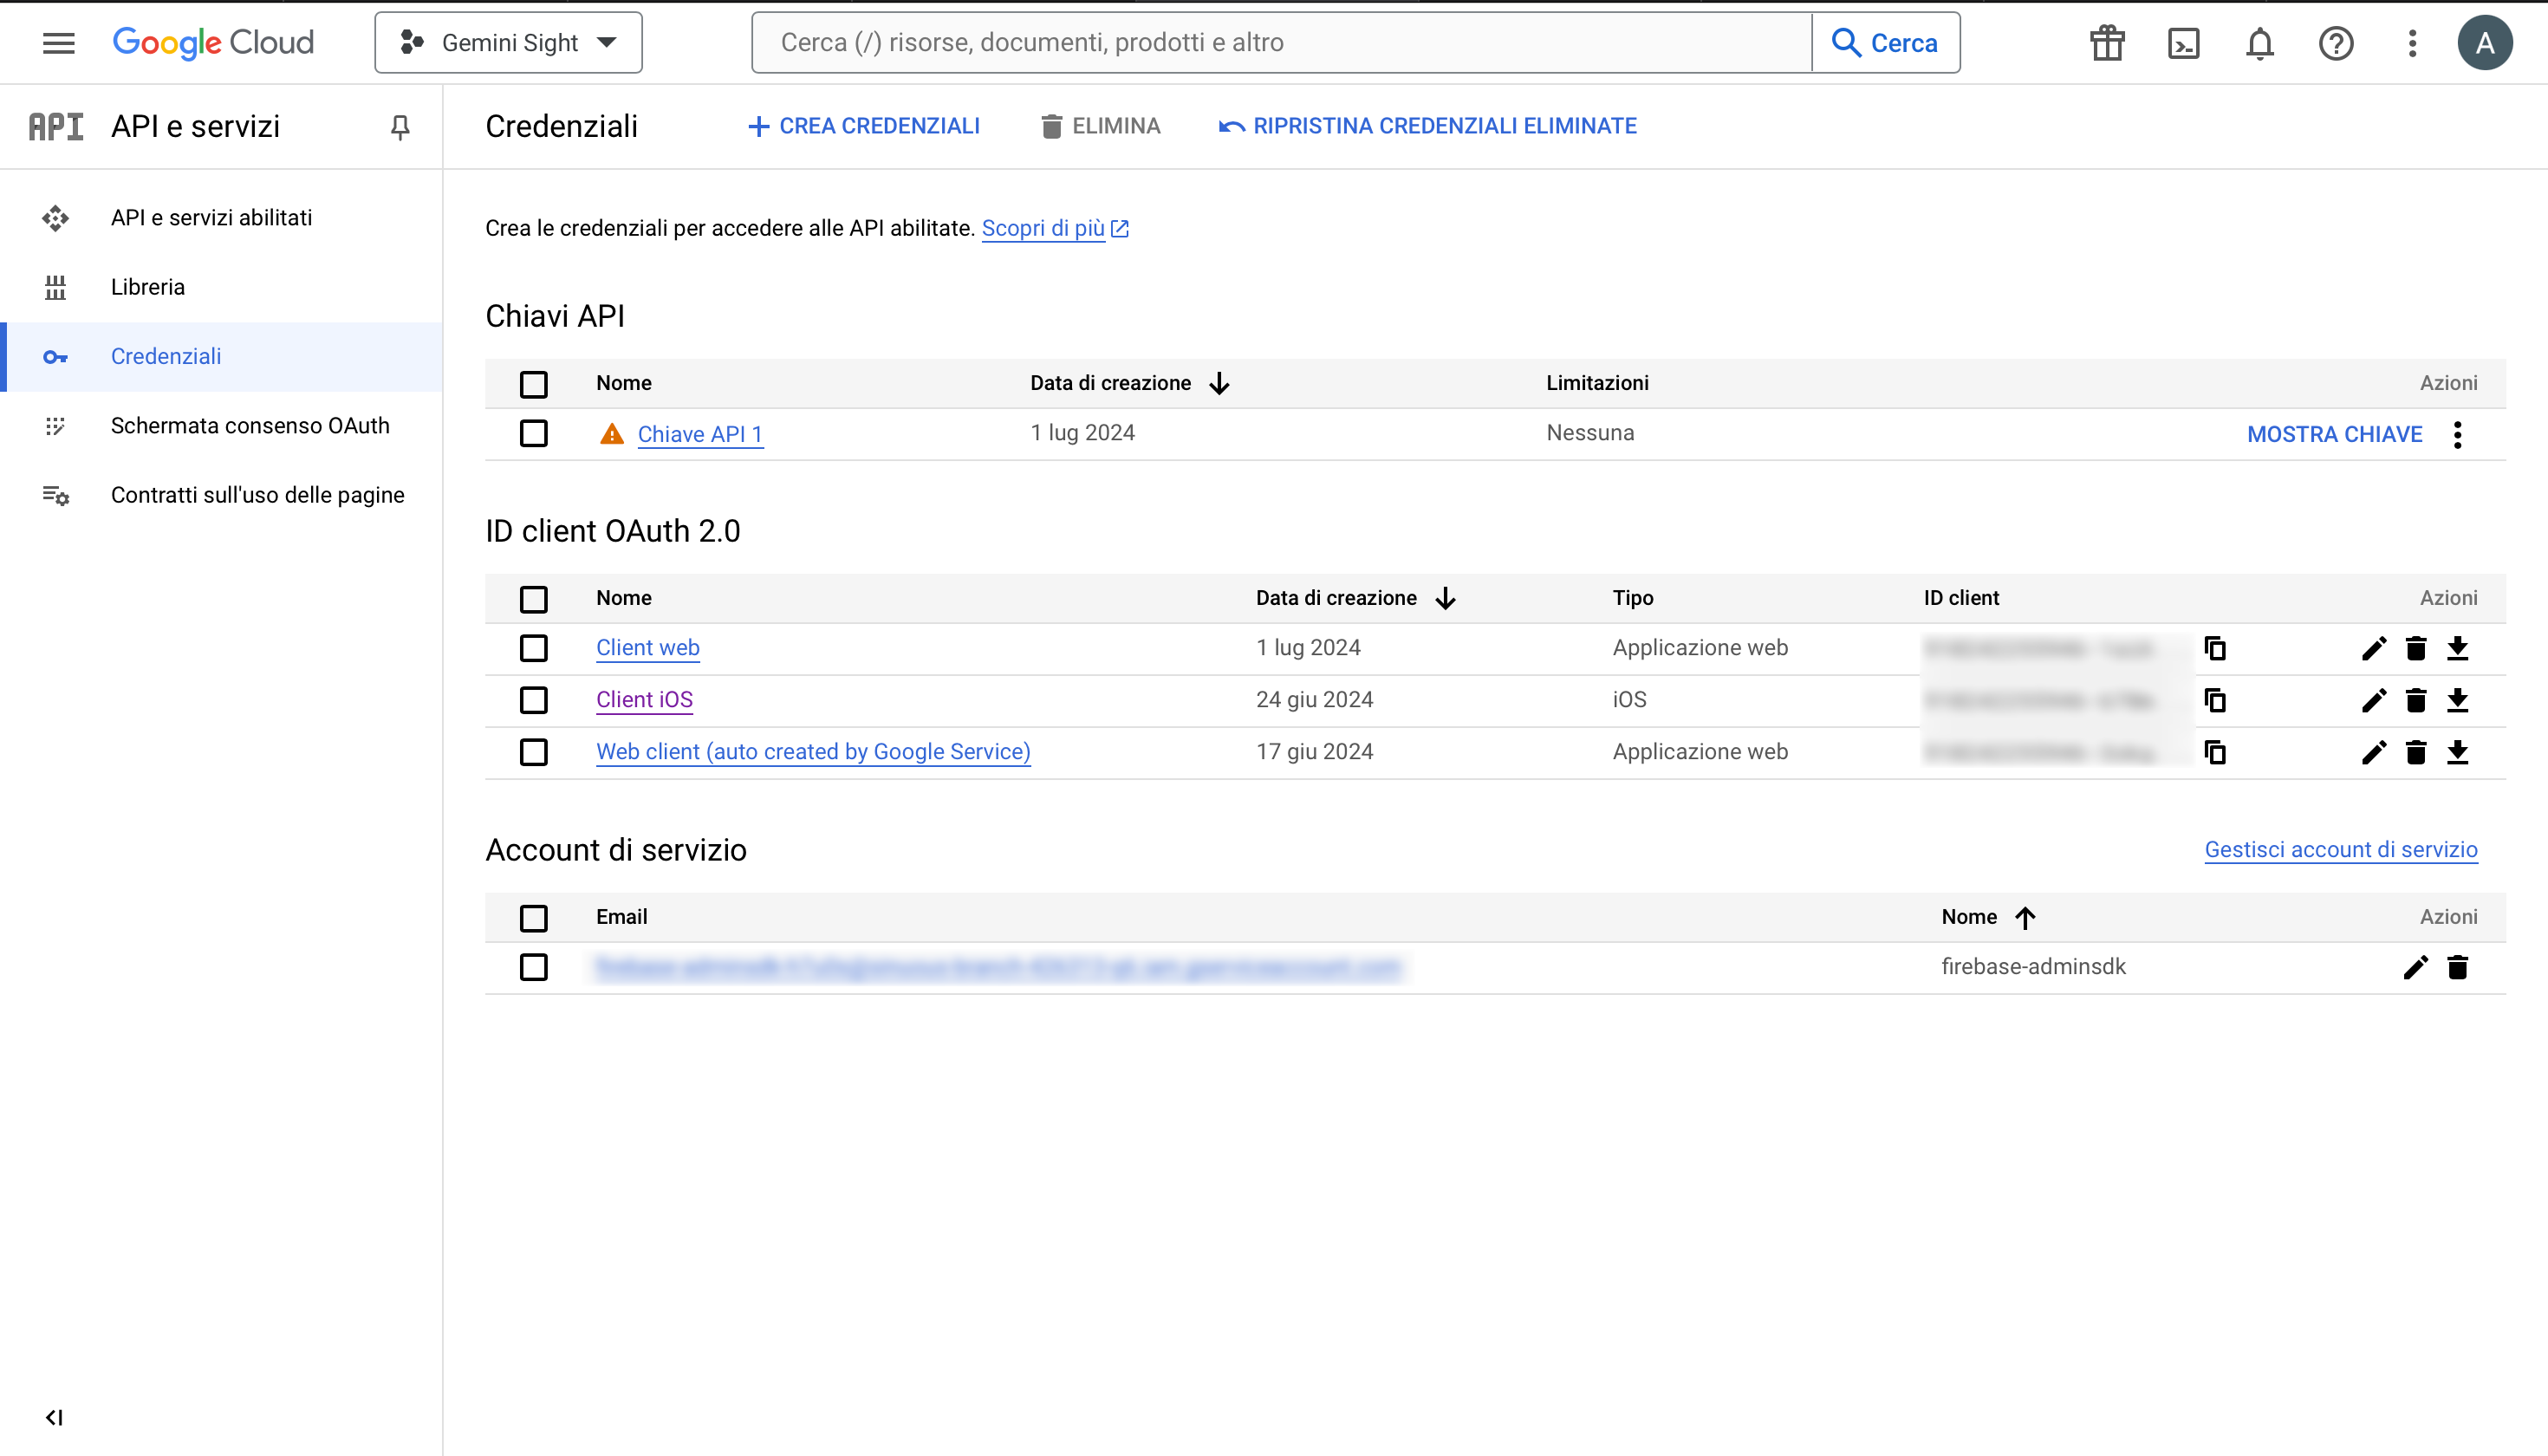 Google Cloud
Gemini Sight
Cerca (/) risorse, documenti, prodotti e altro
Cerca
A
API
API e servizi
Credenziali
CREA CREDENZIALI
ELIMINA
RIPRISTINA CREDENZIALI ELIMINATE
API e servizi abilitati
Libreria
Credenziali
Schermata consenso OAuth
Contratti sull'uso delle pagine
Crea le credenziali per accedere alle API abilitate. Scopri di più
Chiavi API
Nome Data di creazione Limitazioni Azioni
Chiave API 1 1 lug 2024 Nessuna MOSTRA CHIAVE
ID client OAuth 2.0
Nome Data di creazione Tipo ID client Azioni
Client web 1 lug 2024 Applicazione web
Client iOS 24 giu 2024 iOS
Web client (auto created by Google Service) 17 giu 2024 Applicazione web
Account di servizio
Gestisci account di servizio
Email Nome Azioni
firebase-adminsdk